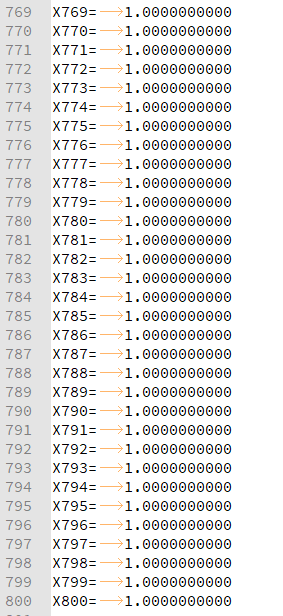 769 X769= →1.0000000000
770 X770= →1.0000000000
771 X771= →1.0000000000
772 X772= →1.0000000000
773 X773= →1.0000000000
774 X774= →1.0000000000
775 X775= →1.0000000000
776 X776= →1.0000000000
777 X777= →1.0000000000
778 X778= →1.0000000000
779 X779= →1.0000000000
780 X780= →1.0000000000
781 X781= →1.0000000000
782 X782= →1.0000000000
783 X783= →1.0000000000
784 X784= →1.0000000000
785 X785= →1.0000000000
786 X786= →1.0000000000
787 X787= →1.0000000000
788 X788= →1.0000000000
789 X789= →1.0000000000
790 X790= →1.0000000000
791 X791= →1.0000000000
792 X792= →1.0000000000
793 X793= →1.0000000000
794 X794= →1.0000000000
795 X795= →1.0000000000
796 X796= →1.0000000000
797 X797= →1.0000000000
798 X798= →1.0000000000
799 X799= →1.0000000000
800 X800= →1.0000000000